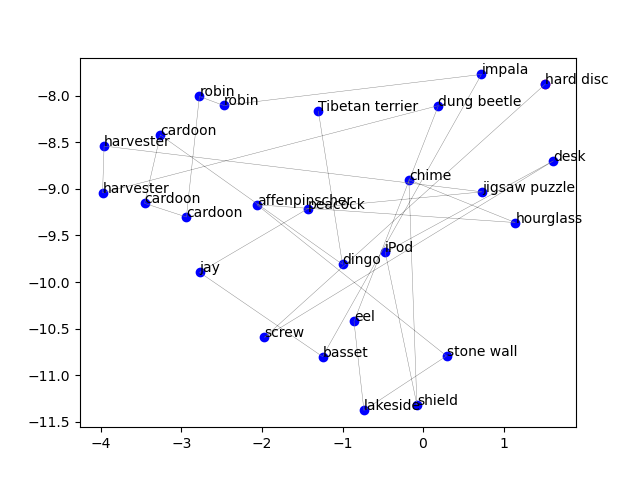 impala
hard disc
robin
robin
Tibetan terrier
dung beetle
−8.0
cardoon
−8.5
harvester
desk
chime
harvester
jigsaw puzzle
−9.0
cardoon
affenpinscher
peacock
cardoon
hourglass
−9.5
iPod
dingo
jay
−10.0
eel
screw
−10.5
basset
stone wall
−11.0
lakeside
shield
−11.5
−4
−3
−2
−1
0
1